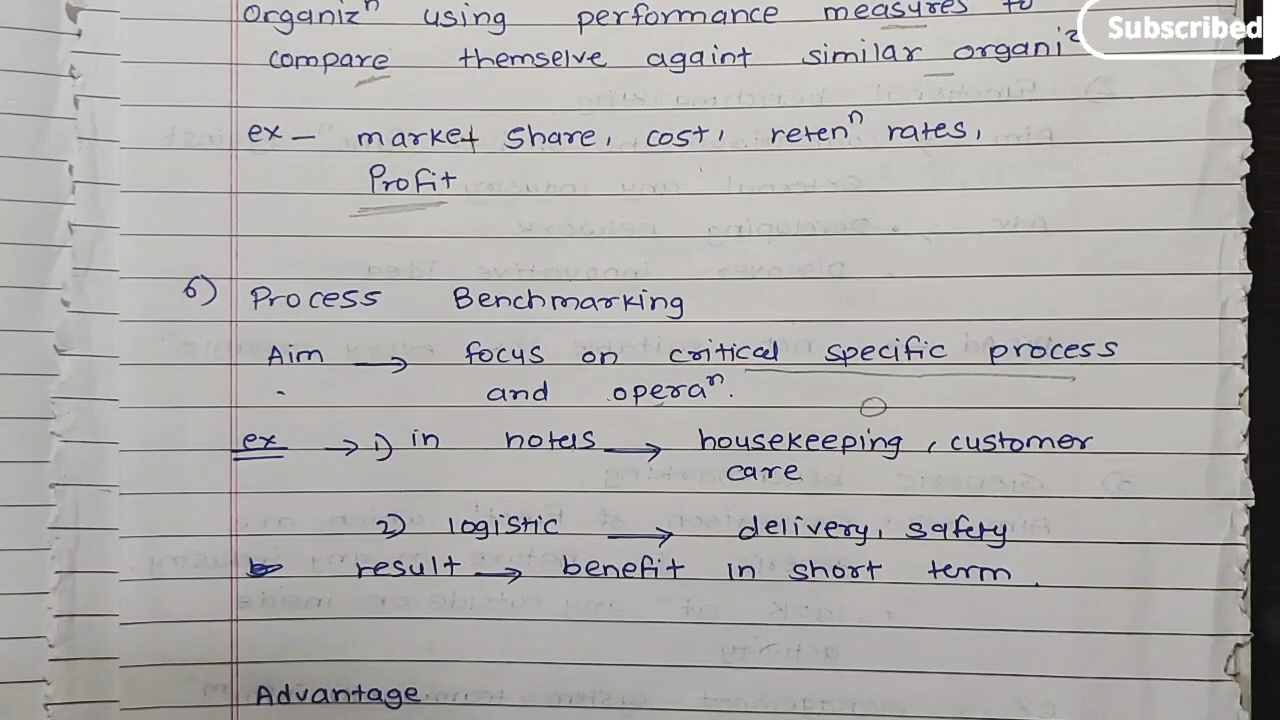 Organizⁿ using performance measures to
Subscribed
compare themselve againt similar organiz
ex – market share, cost, retenⁿ rates,
Profit
6) Process Benchmarking
Aim → focus on critical specific process
and operaⁿ.
ex → 1) in hotels → housekeeping, customer
care
2) logistic → delivery, safety
result → benefit in short term.
Advantage